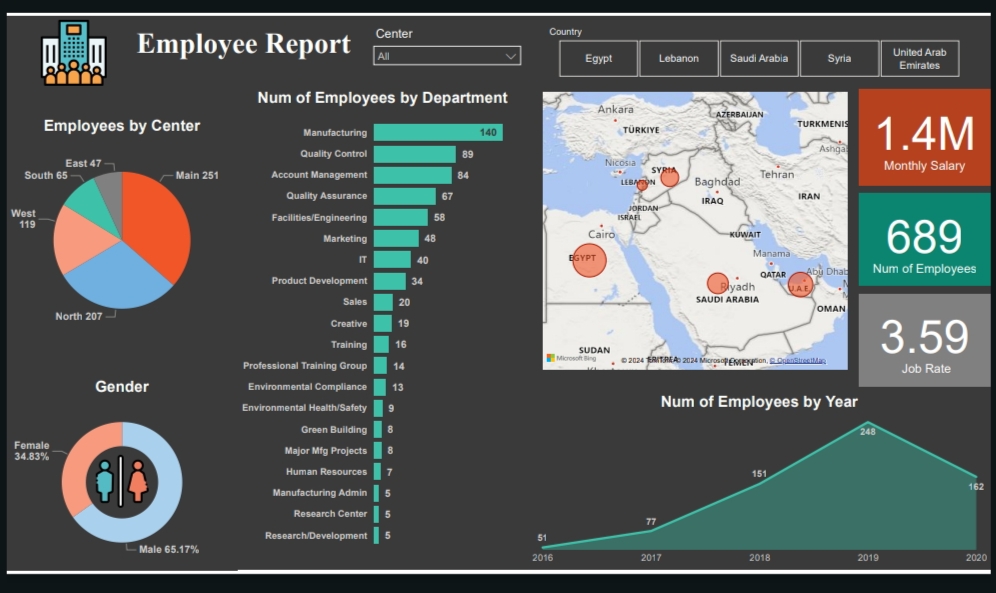 Employee Report
Center
All
Country
Egypt
Lebanon
Saudi Arabia
Syria
United Arab
Emirates
Employees by Center
East 47
South 65
Main 251
West
119
North 207
Gender
Female
34.83%
Male 65.17%
Num of Employees by Department
Manufacturing 140
Quality Control 89
Account Management 84
Quality Assurance 67
Facilities/Engineering 58
Marketing 48
IT 40
Product Development 34
Sales 20
Creative 19
Training 16
Professional Training Group 14
Environmental Compliance 13
Environmental Health/Safety 9
Green Building 8
Major Mfg Projects 8
Human Resources 7
Manufacturing Admin 5
Research Center 5
Research/Development 5
Ankara
TÜRKIYE
AZERBAIJAN
TURKMENIS
Ashga
Nicosia
SYRIA
LEBANON
Tehran
Baghdad
IRAQ
IRAN
JORDAN
ISRAEL
Cairo
KUWAIT
EGYPT
Manama
QATAR
Abu Dhab
Riyadh
U.A.E.
SAUDI ARABIA
OMAN
SUDAN
ERITREA
YEMEN
Microsoft Bing
© 2024 TomTom, © 2024 Microsoft Corporation, © OpenStreetMap
1.4M
Monthly Salary
689
Num of Employees
3.59
Job Rate
Num of Employees by Year
51
77
151
248
162
2016
2017
2018
2019
2020